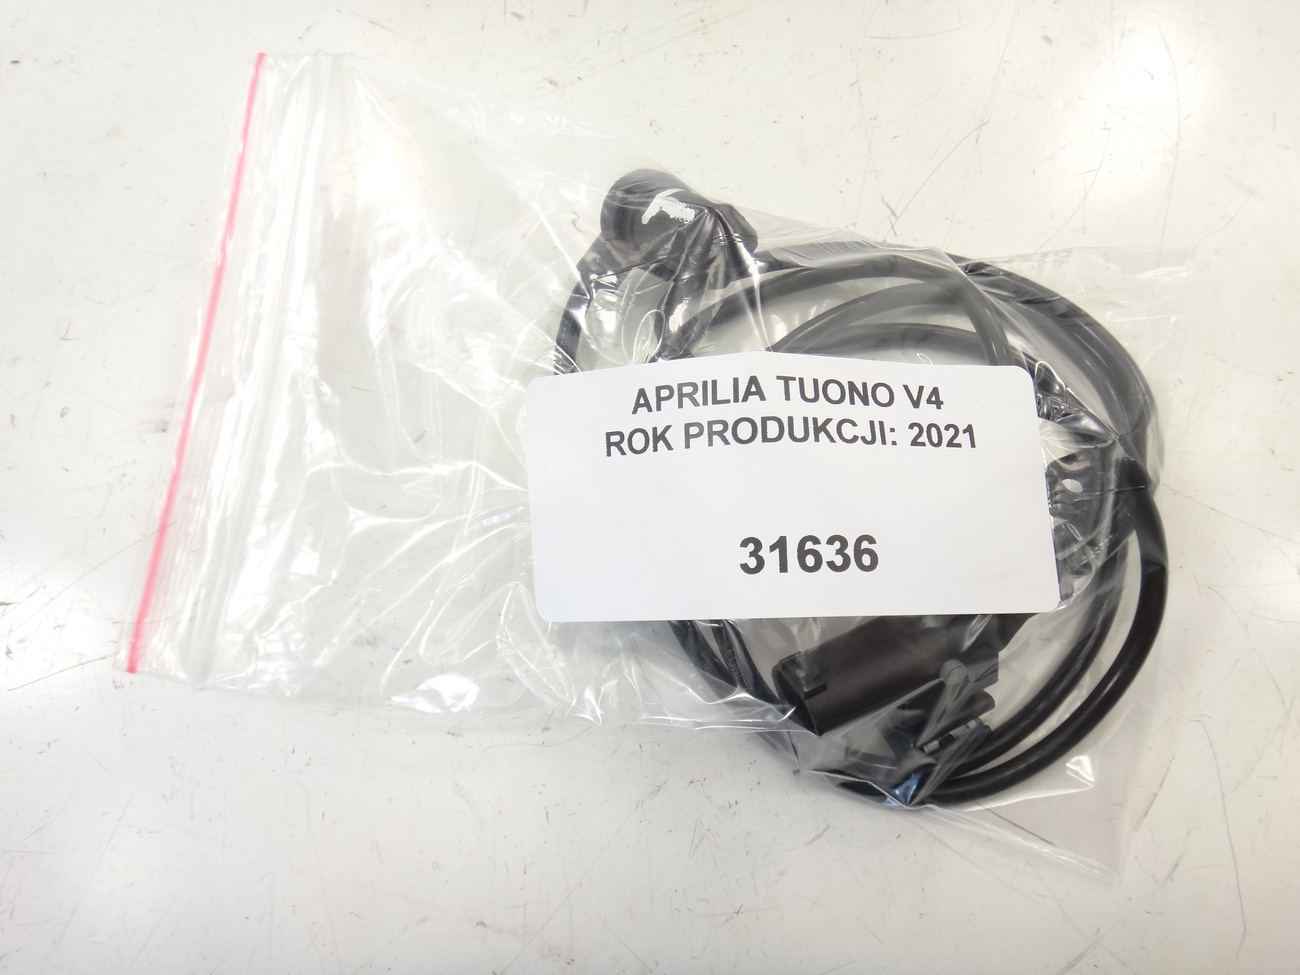 APRILIA TUONO V4
ROK PRODUKCJI: 2021
31636